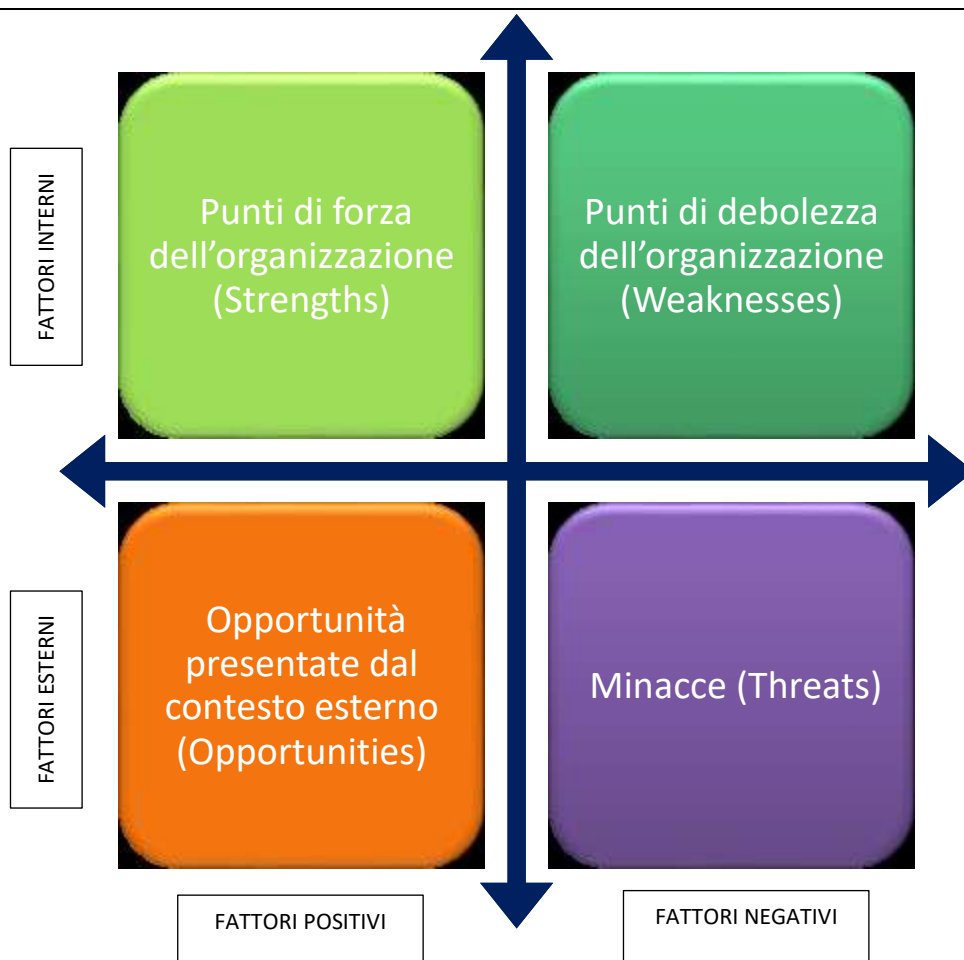 FATTORI INTERNI
Punti di forza
dell’organizzazione
(Strengths)
Punti di debolezza
dell’organizzazione
(Weaknesses)
FATTORI ESTERNI
Opportunità
presentate dal
contesto esterno
(Opportunities)
Minacce (Threats)
FATTORI POSITIVI
FATTORI NEGATIVI